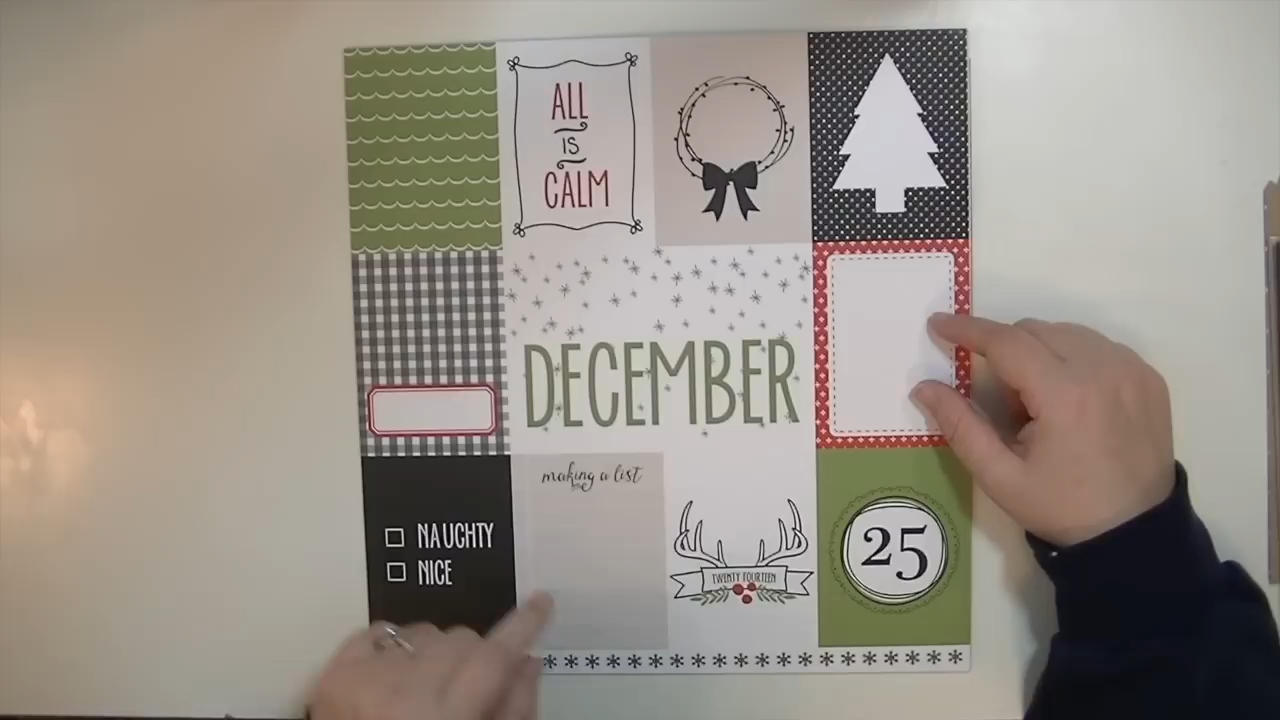 ALL
IS
CALM
DECEMBER
making a list
NAUGHTY
NICE
TWENTY FOURTEEN
25